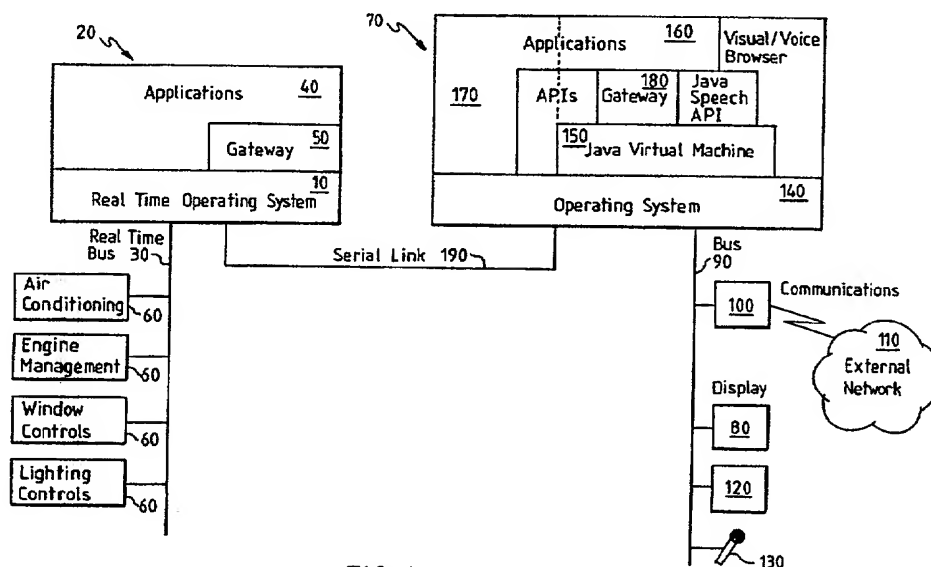 20
70
Applications
40
Gateway
50
Real Time Operating System
10
Applications
160
Visual/Voice
Browser
170
APIs
Gateway
180
Java
Speech
API
150
Java Virtual Machine
Operating System
140
Real Time
Bus 30
Serial Link 190
Bus
90
Air
Conditioning
60
Engine
Management
60
Window
Controls
60
Lighting
Controls
60
100
Communications
110
External
Network
Display
80
120
130